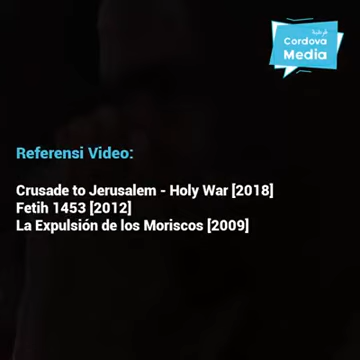 قرطبة
Cordova
Media
Referensi Video:
Crusade to Jerusalem - Holy War [2018]
Fetih 1453 [2012]
La Expulsión de los Moriscos [2009]